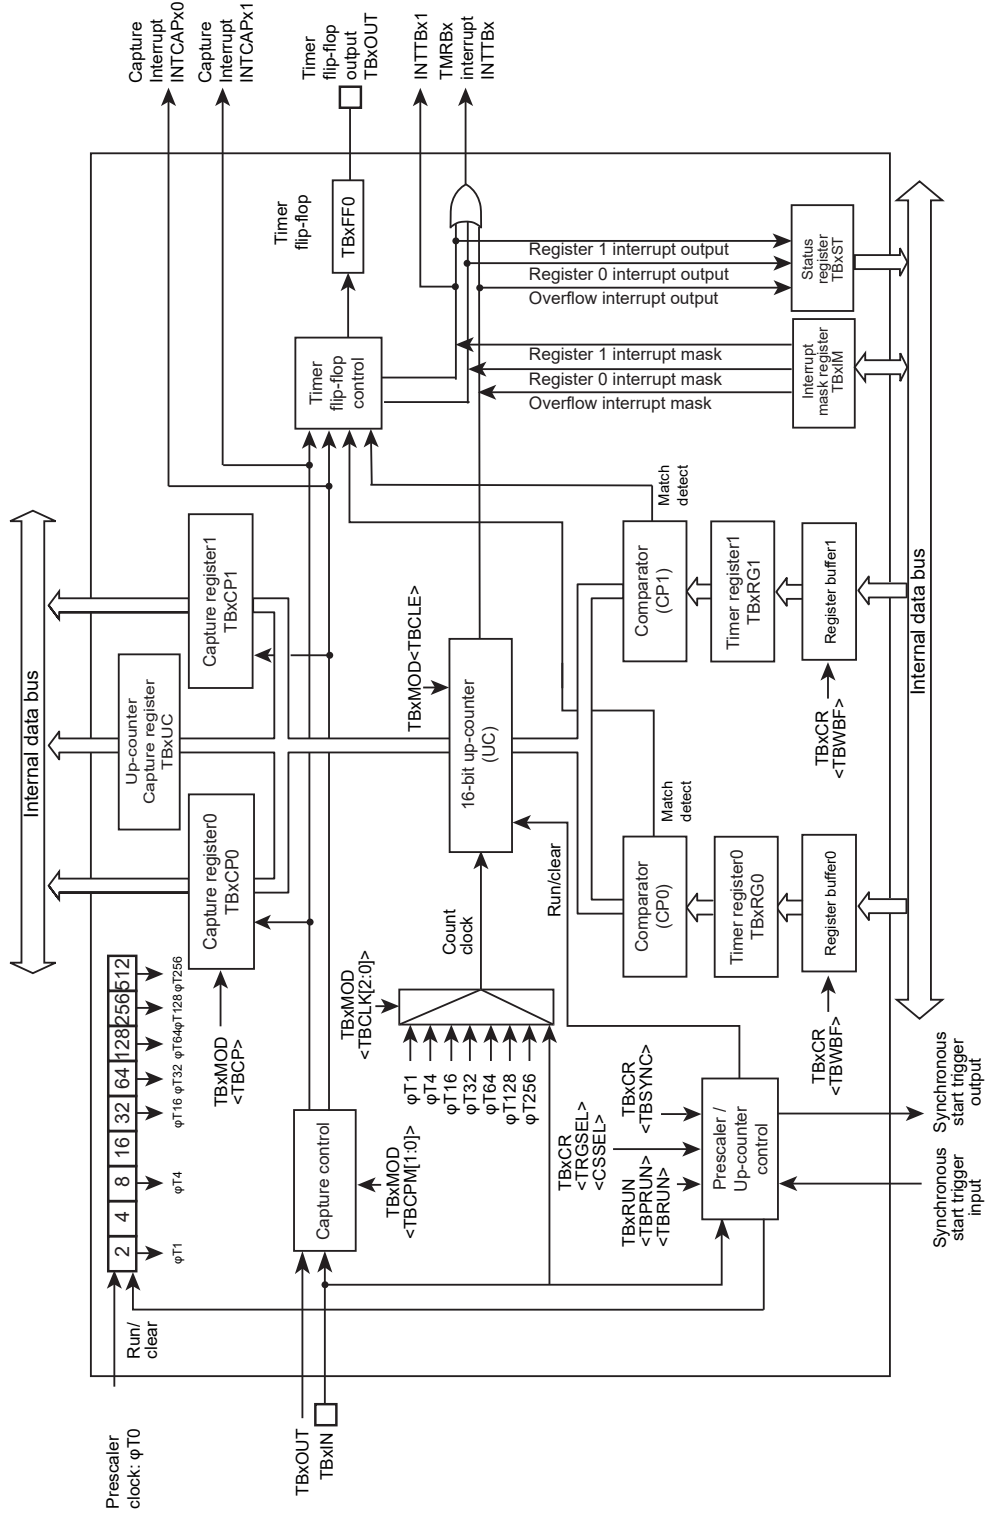 Prescaler
clock: φT0
Run/
clear
2
4
8
16
32
64
128
256
512
φT1
φT4
φT16
φT32
φT64
φT128
φT256
Internal data bus
TBxMOD
<TBCP>
Capture register0
TBxCP0
Up-counter
Capture register
TBxUC
Capture register1
TBxCP1
Capture
Interrupt
INTCAPx0
Capture
Interrupt
INTCAPx1
TBxOUT
TBxIN
Capture control
TBxMOD
<TBCPM[1:0]>
TBxMOD
<TBCLK[2:0]>
φT1
φT4
φT16
φT32
φT64
φT128
φT256
Count
clock
TBxMOD<TBCLE>
16-bit up-counter
(UC)
Run/clear
Timer
flip-flop
control
Timer
flip-flop
TBxFF0
Timer
flip-flop
output
TBxOUT
INTTBx1
TMRBx
interrupt
INTTBx
Register 1 interrupt output
Register 0 interrupt output
Overflow interrupt output
Register 1 interrupt mask
Register 0 interrupt mask
Overflow interrupt mask
Status
register
TBxST
Interrupt
mask register
TBxIM
TBxRUN
<TBPRUN>
<TBRUN>
TBxCR
<TRGSEL>
<CSSEL>
TBxCR
<TBSYNC>
Prescaler /
Up-counter
control
Match
detect
Comparator
(CP0)
Timer register0
TBxRG0
Register buffer0
TBxCR
<TBWBF>
Match
detect
Comparator
(CP1)
Timer register1
TBxRG1
Register buffer1
TBxCR
<TBWBF>
Internal data bus
Synchronous
start trigger
input
Synchronous
start trigger
output